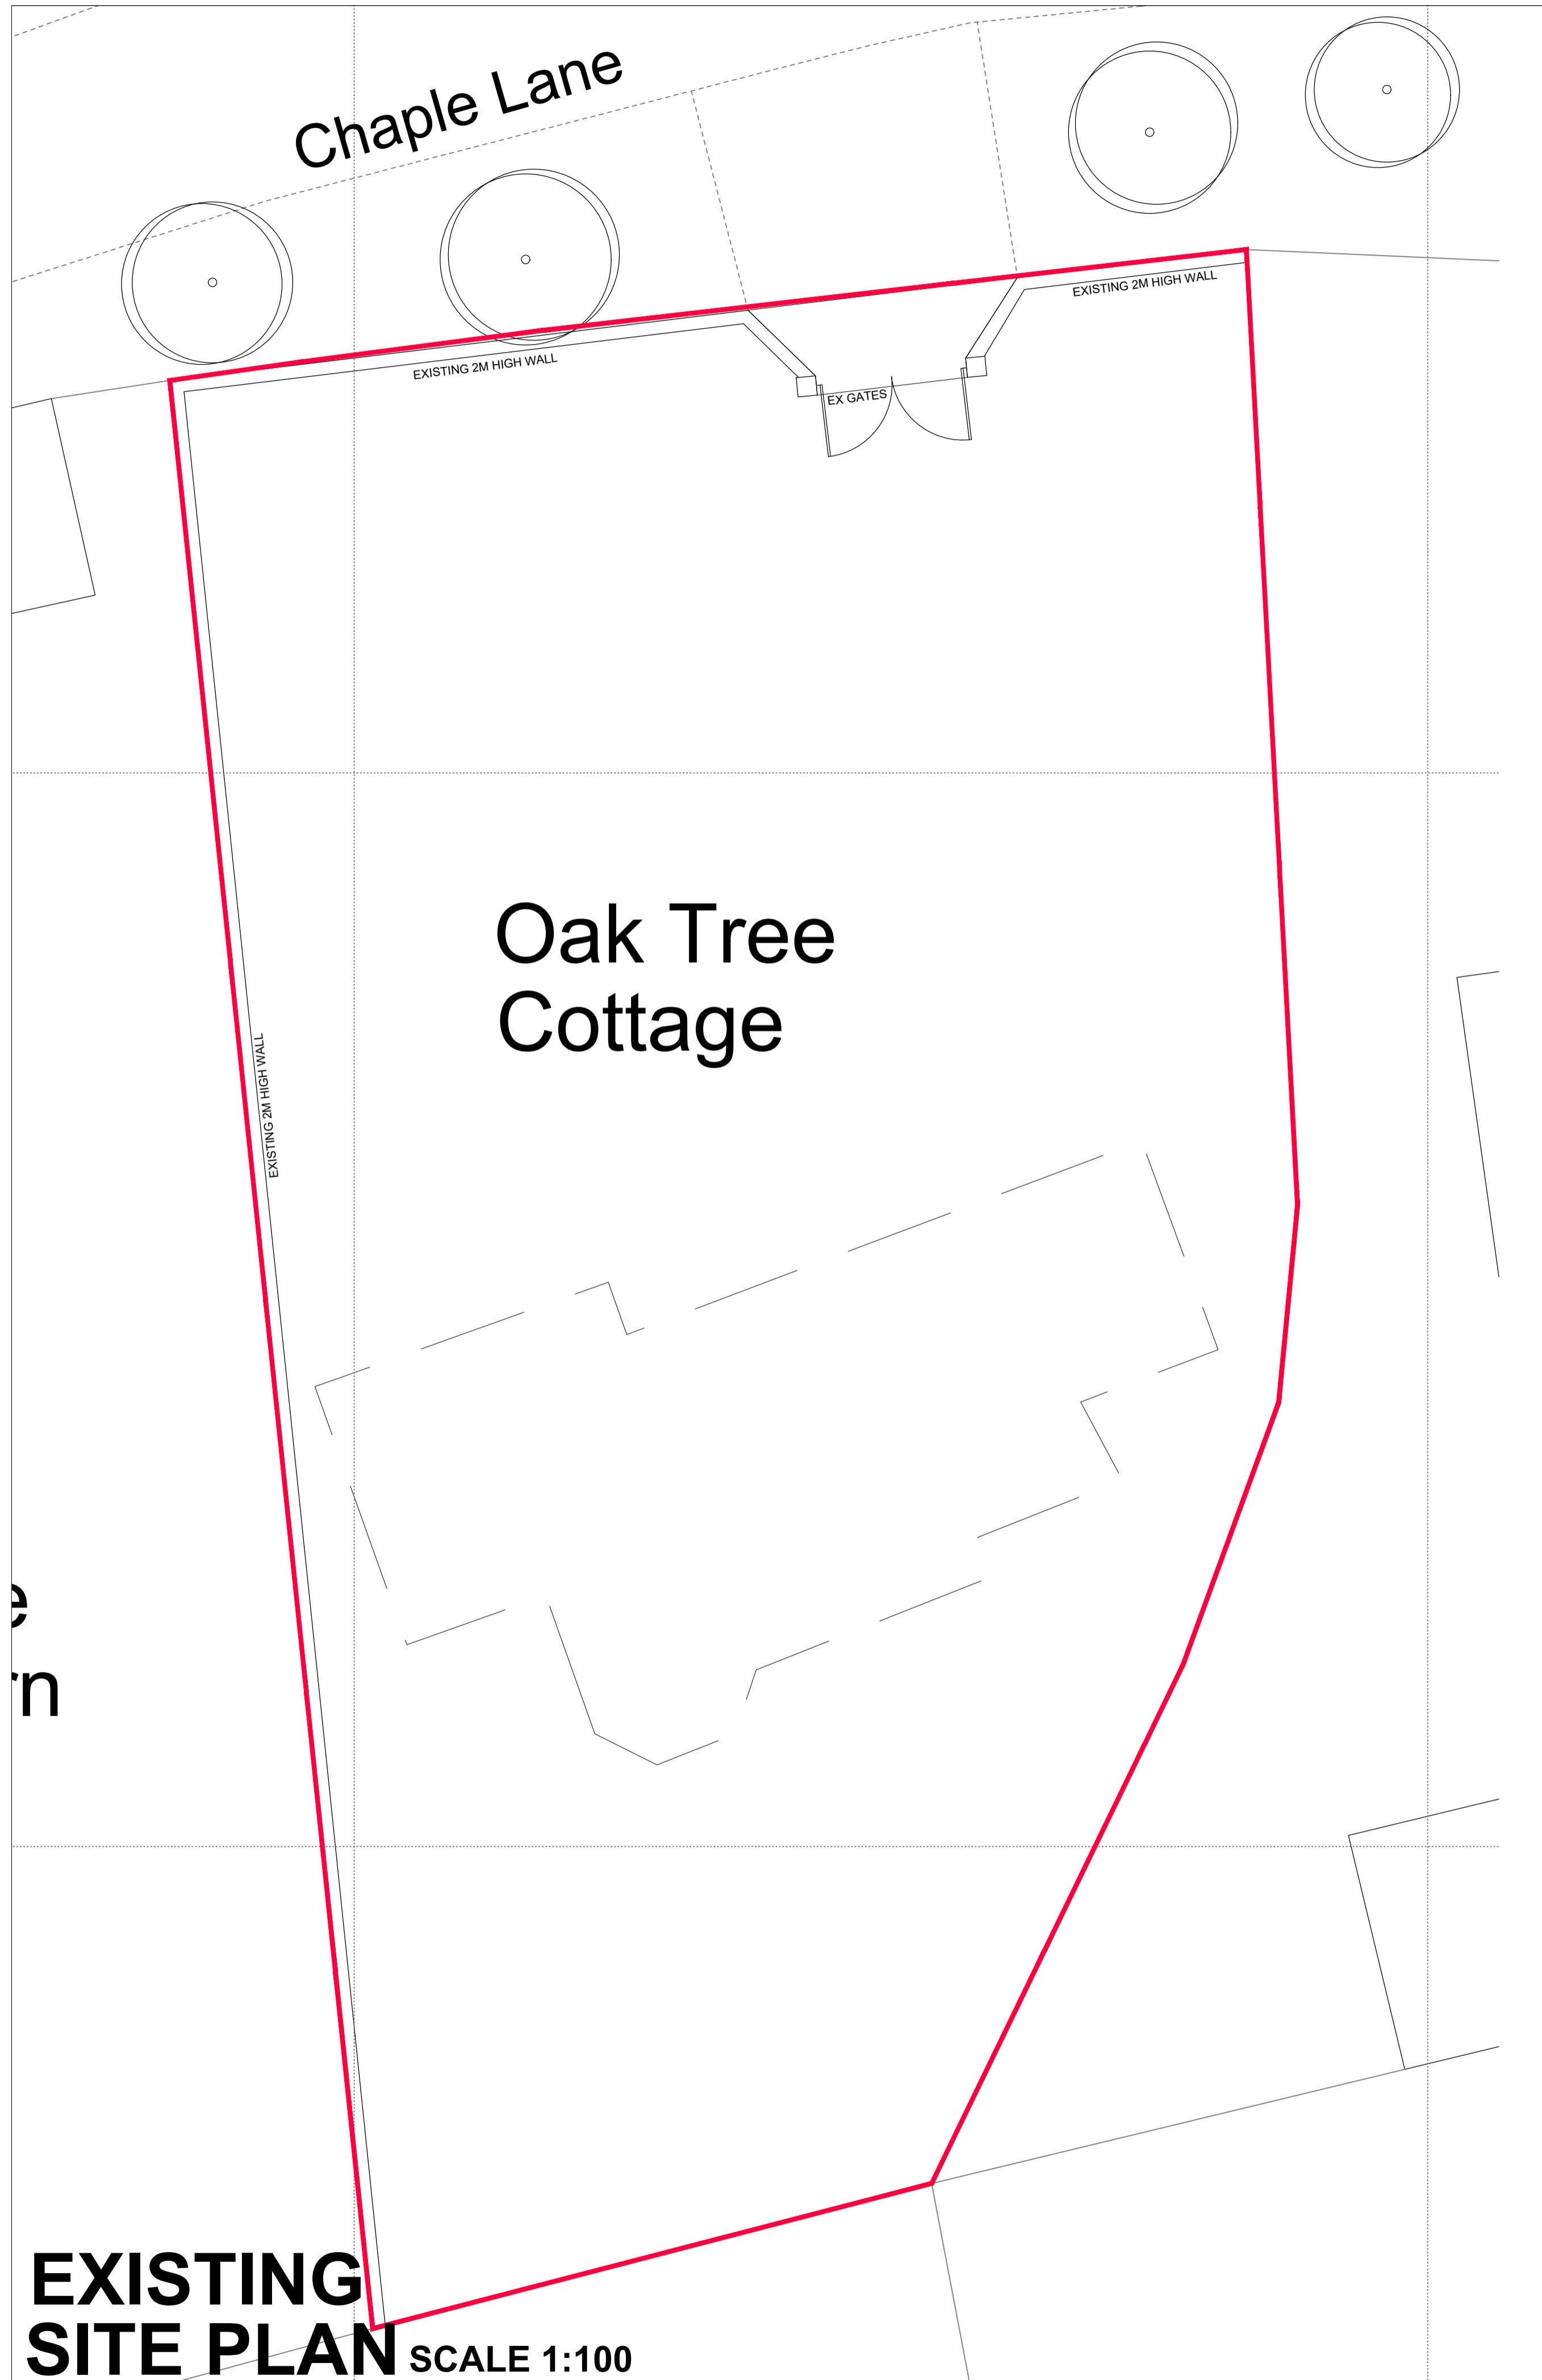 Chaple Lane
EXISTING 2M HIGH WALL
EXISTING 2M HIGH WALL
EX GATES
Oak Tree
Cottage
EXISTING 2M HIGH WALL
e
rn
EXISTING
SITE PLAN SCALE 1:100